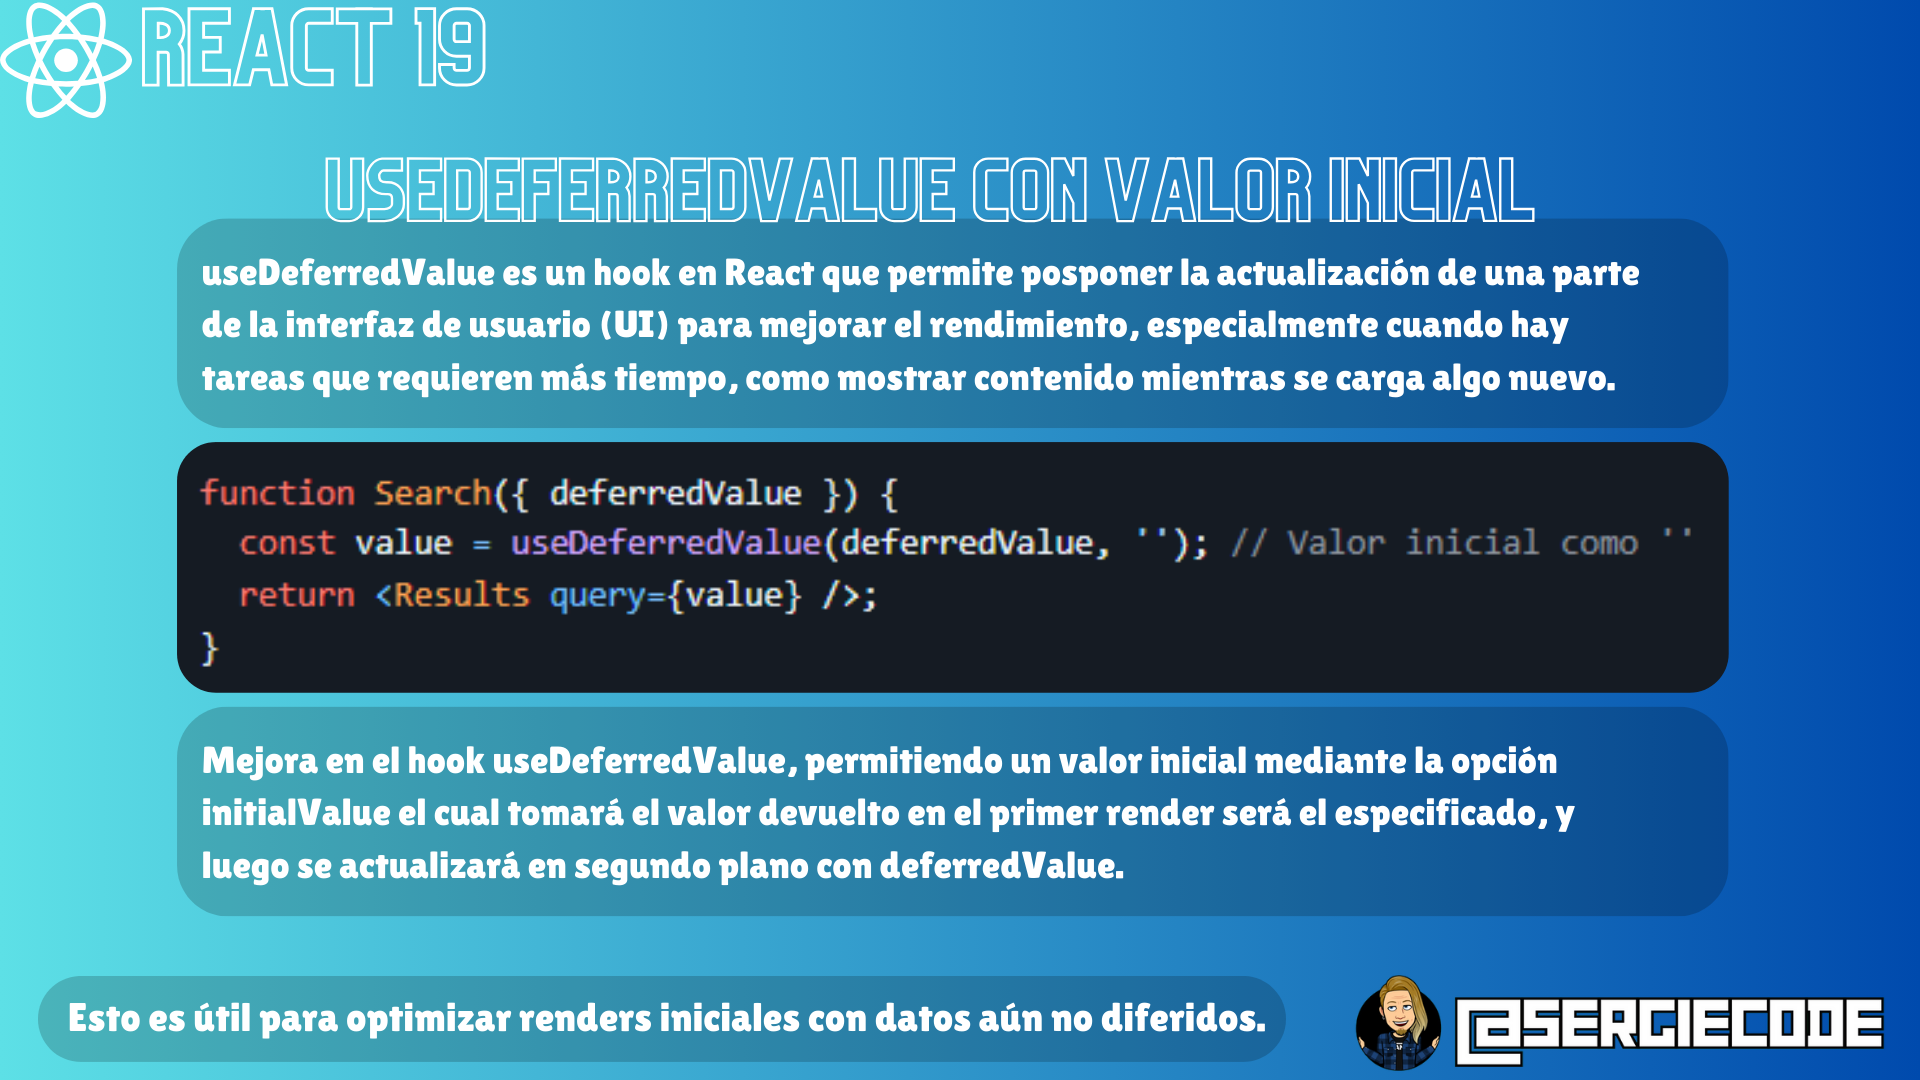 REACT 19
USEDEFERREDVALUE CON VALOR INICIAL
useDeferredValue es un hook en React que permite posponer la actualización de una parte
de la interfaz de usuario (UI) para mejorar el rendimiento, especialmente cuando hay
tareas que requieren más tiempo, como mostrar contenido mientras se carga algo nuevo.
function Search({ deferredValue }) {
  const value = useDeferredValue(deferredValue, ''); // Valor inicial como ''
  return <Results query={value} />;
}
Mejora en el hook useDeferredValue, permitiendo un valor inicial mediante la opción
initialValue el cual tomará el valor devuelto en el primer render será el especificado, y
luego se actualizará en segundo plano con deferredValue.
Esto es útil para optimizar renders iniciales con datos aún no diferidos.
@SERGIECODE